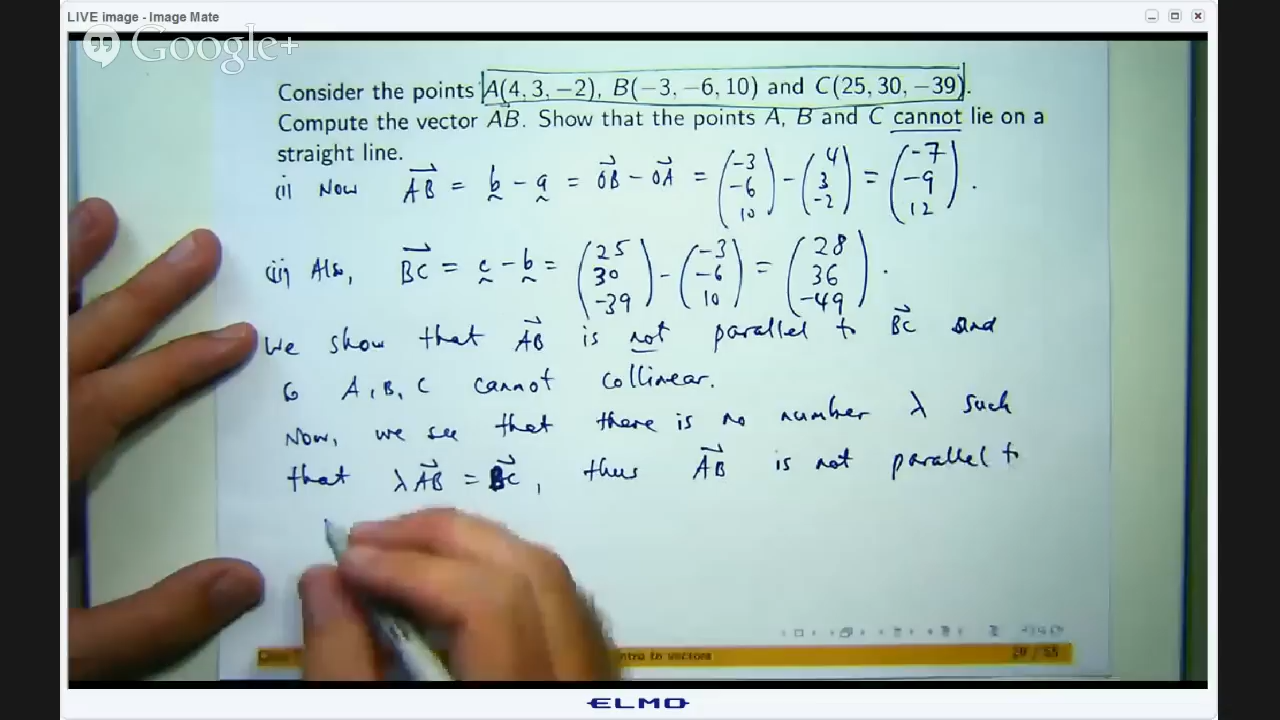 LIVE image - Image Mate
Google+
Consider the points A(4, 3, −2), B(−3, −6, 10) and C(25, 30, −39).
Compute the vector AB. Show that the points A, B and C cannot lie on a
straight line.
(i) Now AB = b - a = OB - OA = (-3 -6 10) - (4 3 -2) = (-7 -9 12).
(ii) Also, BC = c - b = (25 30 -39) - (-3 -6 10) = (28 36 -49).
We show that AB is not parallel to BC and
A, B, C cannot collinear.
Now, we see that there is no number λ such
that λAB = BC, thus AB is not parallel to
intro to vectors
ELMO